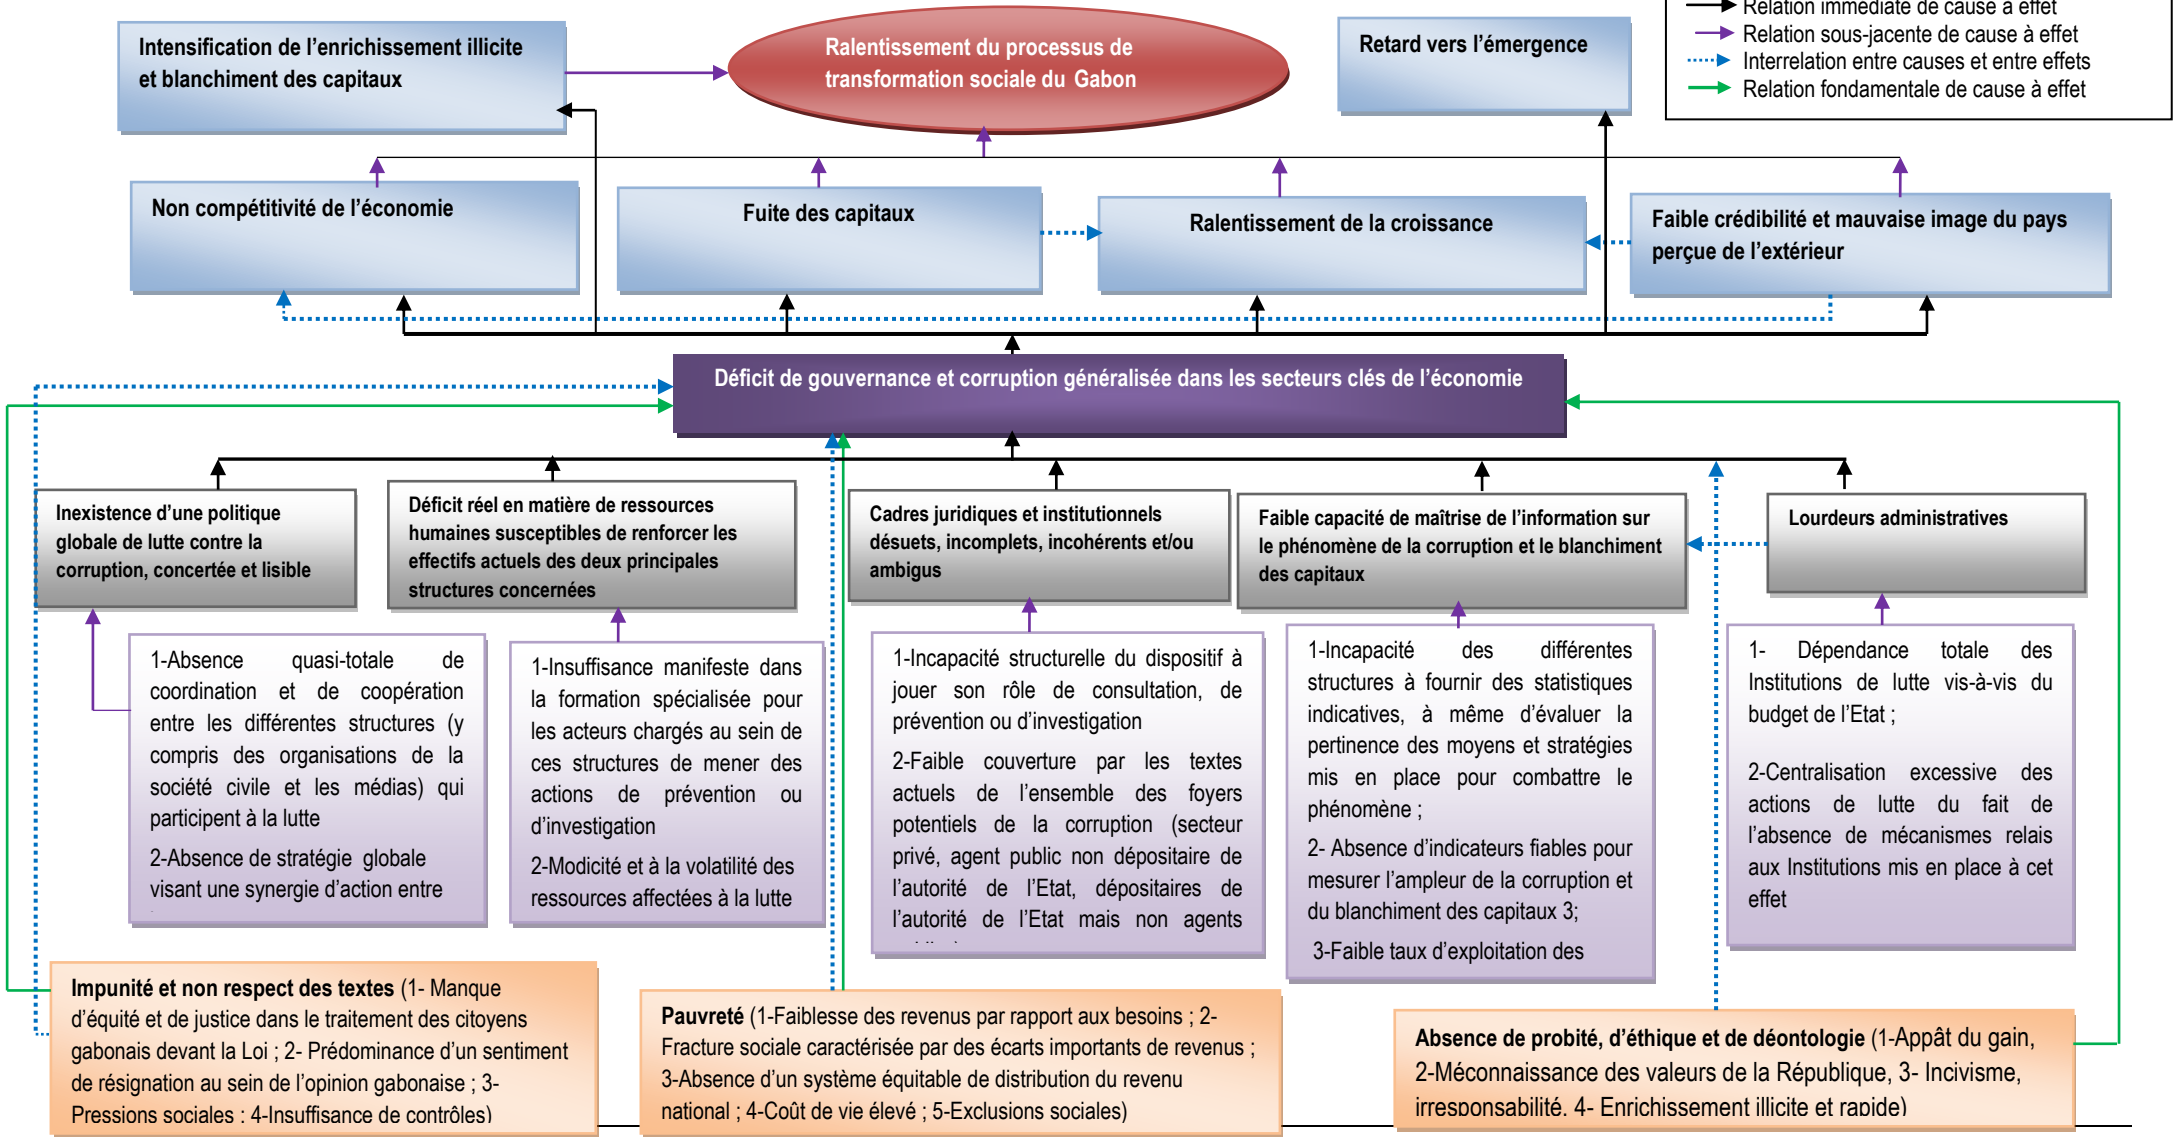 Relation immédiate de cause à effet
Relation sous-jacente de cause à effet
Interrelation entre causes et entre effets
Relation fondamentale de cause à effet
Intensification de l’enrichissement illicite
et blanchiment des capitaux
Ralentissement du processus de
transformation sociale du Gabon
Retard vers l’émergence
Non compétitivité de l’économie
Fuite des capitaux
Ralentissement de la croissance
Faible crédibilité et mauvaise image du pays
perçue de l’extérieur
Déficit de gouvernance et corruption généralisée dans les secteurs clés de l’économie
Inexistence d’une politique
globale de lutte contre la
corruption, concertée et lisible
Déficit réel en matière de ressources
humaines susceptibles de renforcer les
effectifs actuels des deux principales
structures concernées
Cadres juridiques et institutionnels
désuets, incomplets, incohérents et/ou
ambigus
Faible capacité de maîtrise de l’information sur
le phénomène de la corruption et le blanchiment
des capitaux
Lourdeurs administratives
1-Absence quasi-totale de
coordination et de coopération
entre les différentes structures (y
compris des organisations de la
société civile et les médias) qui
participent à la lutte
2-Absence de stratégie globale
visant une synergie d’action entre
1-Insuffisance manifeste dans
la formation spécialisée pour
les acteurs chargés au sein de
ces structures de mener des
actions de prévention ou
d’investigation
2-Modicité et à la volatilité des
ressources affectées à la lutte
1-Incapacité structurelle du dispositif à
jouer son rôle de consultation, de
prévention ou d’investigation
2-Faible couverture par les textes
actuels de l’ensemble des foyers
potentiels de la corruption (secteur
privé, agent public non dépositaire de
l’autorité de l’Etat, dépositaires de
l’autorité de l’Etat mais non agents
1-Incapacité des différentes
structures à fournir des statistiques
indicatives, à même d’évaluer la
pertinence des moyens et stratégies
mis en place pour combattre le
phénomène ;
2- Absence d’indicateurs fiables pour
mesurer l’ampleur de la corruption et
du blanchiment des capitaux 3;
3-Faible taux d’exploitation des
1- Dépendance totale des
Institutions de lutte vis-à-vis du
budget de l’Etat ;
2-Centralisation excessive des
actions de lutte du fait de
l’absence de mécanismes relais
aux Institutions mis en place à cet
effet
Impunité et non respect des textes (1- Manque
d’équité et de justice dans le traitement des citoyens
gabonais devant la Loi ; 2- Prédominance d’un sentiment
de résignation au sein de l’opinion gabonaise ; 3-
Pressions sociales : 4-Insuffisance de contrôles)
Pauvreté (1-Faiblesse des revenus par rapport aux besoins ; 2-
Fracture sociale caractérisée par des écarts importants de revenus ;
3-Absence d’un système équitable de distribution du revenu
national ; 4-Coût de vie élevé ; 5-Exclusions sociales)
Absence de probité, d’éthique et de déontologie (1-Appât du gain,
2-Méconnaissance des valeurs de la République, 3- Incivisme,
irresponsabilité. 4- Enrichissement illicite et rapide)